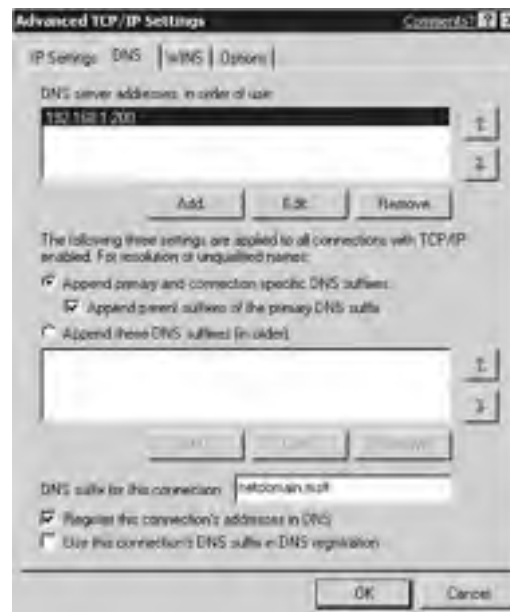 Advanced TCP/IP Settings Comments? ?
IP Settings DNS WINS Options
DNS server addresses, in order of use:
192.168.1.200
Add... Edit... Remove
The following three settings are applied to all connections with TCP/IP
enabled. For resolution of unqualified names:
Append primary and connection specific DNS suffixes
Append parent suffixes of the primary DNS suffix
Append these DNS suffixes (in order):
Add... Edit... Remove
DNS suffix for this connection:
Register this connection's addresses in DNS
Use this connection's DNS suffix in DNS registration
OK Cancel